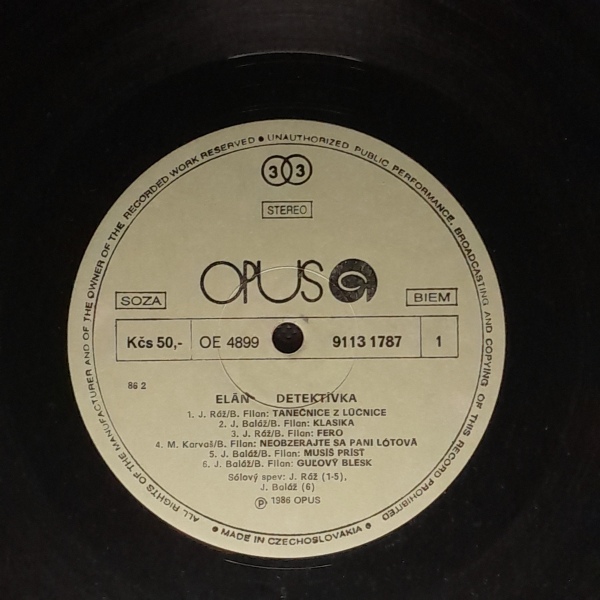 ALL RIGHTS OF THE MANUFACTURER AND OF THE OWNER OF THE RECORDED WORK RESERVED ● UNAUTHORIZED PUBLIC PERFORMANCE, BROADCASTING AND COPYING OF THIS RECORD PROHIBITED
33
STEREO
OPUS
SOZA
BIEM
Kčs 50,- OE 4899 9113 1787 1
86 2
ELÁN- DETEKTÍVKA
1. J. Ráž/B. Filan: TANEČNICE Z LÚČNICE
2. J. Baláž/B. Filan: KLASIKA
3. J. Ráž/B. Filan: FERO
4. M. Karvaš/B. Filan: NEOBZERAJTE SA PANI LÓTOVÁ
5. J. Baláž/B. Filan: MUSÍŠ PRÍSŤ
6. J. Baláž/B. Filan: GUĽOVÝ BLESK
Sólový spev: J. Ráž (1-5),
J. Baláž (6)
Ⓟ 1986 OPUS
● MADE IN CZECHOSLOVAKIA ●